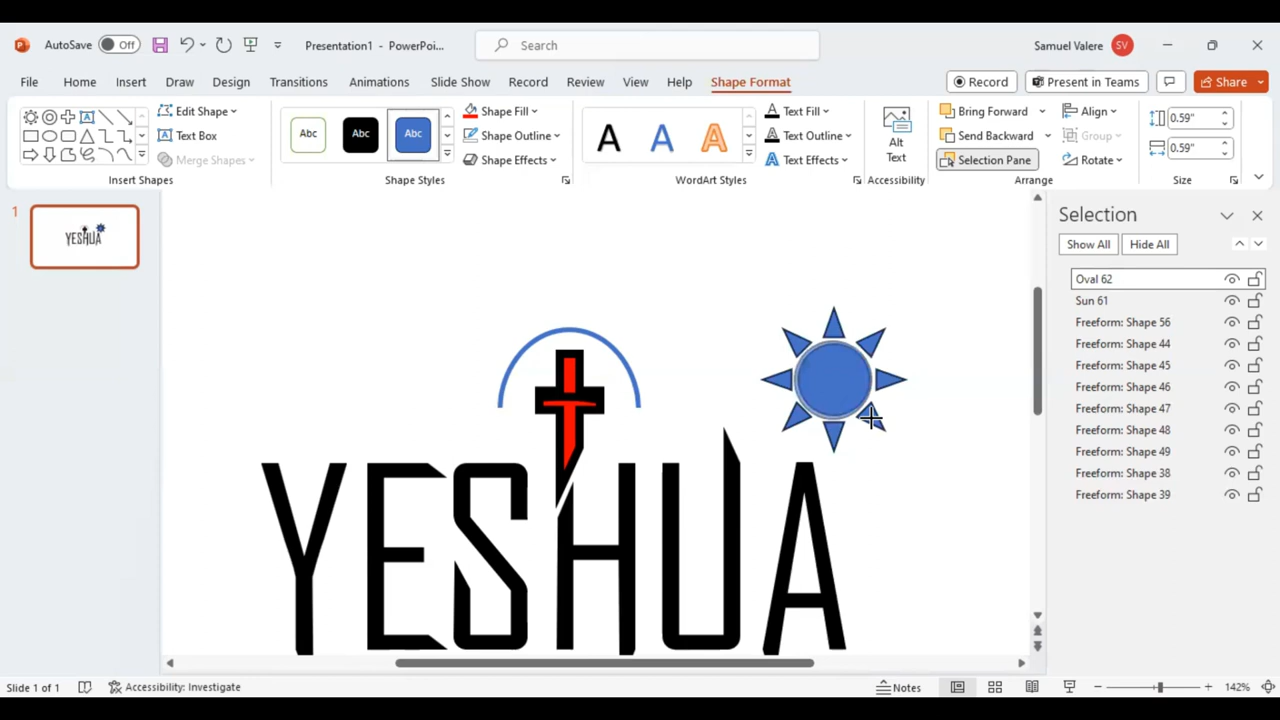 AutoSave Off Presentation1 - PowerPoi... Search Samuel Valere SV
File Home Insert Draw Design Transitions Animations Slide Show Record Review View Help Shape Format Record Present in Teams Share
Edit Shape
Text Box
Merge Shapes
Insert Shapes
Abc Abc Abc
Shape Fill
Shape Outline
Shape Effects
Shape Styles
A A A
Text Fill
Text Outline
Text Effects
WordArt Styles
Alt
Text
Accessibility
Bring Forward
Send Backward
Selection Pane
Align
Group
Rotate
Arrange
0.59"
0.59"
Size
1
YESHUA
YESHUA
Selection
Show All Hide All
Oval 62
Sun 61
Freeform: Shape 56
Freeform: Shape 44
Freeform: Shape 45
Freeform: Shape 46
Freeform: Shape 47
Freeform: Shape 48
Freeform: Shape 49
Freeform: Shape 38
Freeform: Shape 39
Slide 1 of 1 Accessibility: Investigate Notes 142%